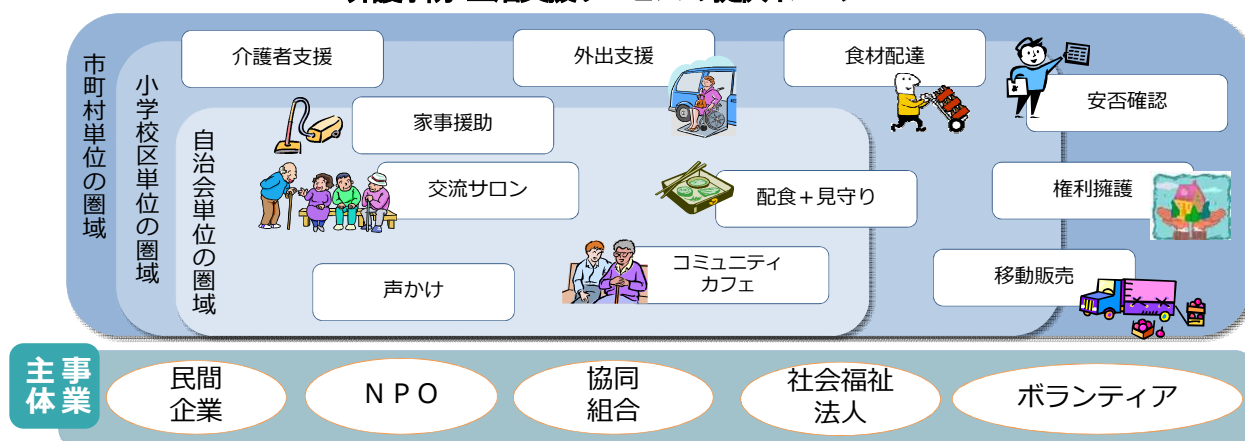 市町村単位の圏域
小学校区単位の圏域
自治会単位の圏域
介護者支援
外出支援
食材配達
安否確認
家事援助
交流サロン
配食＋見守り
権利擁護
声かけ
コミュニティ
カフェ
移動販売
事業
主体
民間
企業
ＮＰＯ
協同
組合
社会福祉
法人
ボランティア